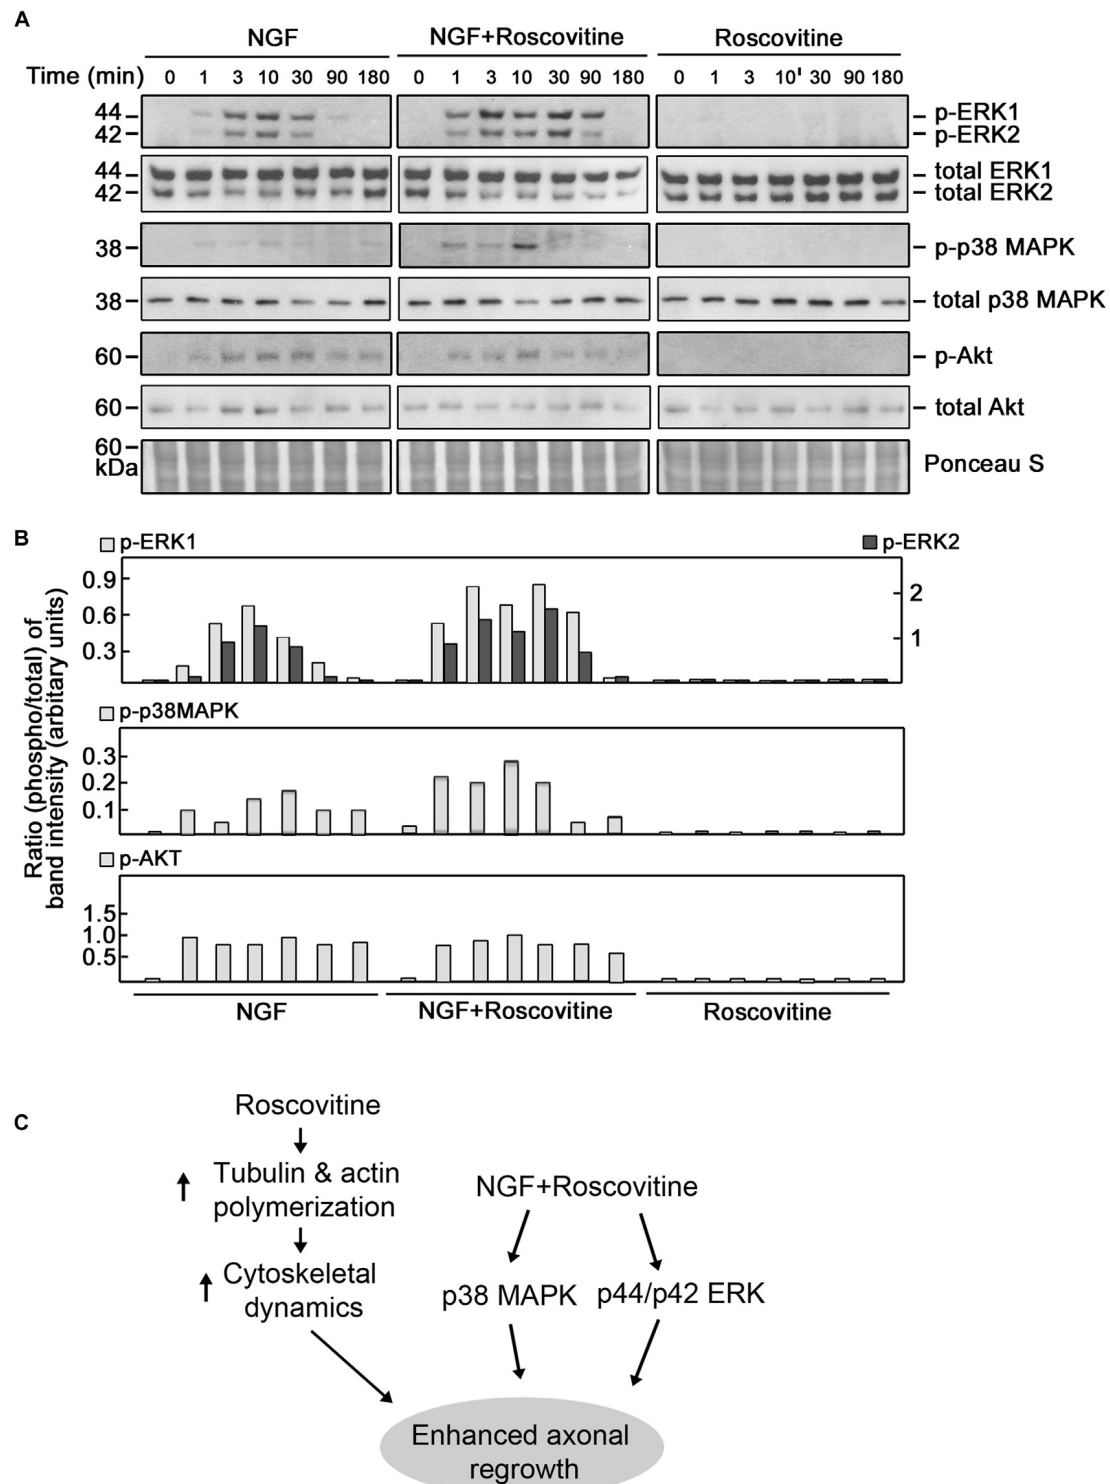 A
NGF NGF+Roscovitine Roscovitine
Time (min) 0 1 3 10 30 90 180 0 1 3 10 30 90 180 0 1 3 10' 30 90 180
44 p-ERK1
42 p-ERK2
44 total ERK1
42 total ERK2
38 p-p38 MAPK
38 total p38 MAPK
60 p-Akt
60 total Akt
60
kDa
Ponceau S
B
p-ERK1 p-ERK2
Ratio (phospho/total) of
band intensity (arbitary units)
0.9
0.6
0.3
2
1
p-p38MAPK
0.3
0.2
0.1
p-AKT
1.5
1.0
0.5
NGF NGF+Roscovitine Roscovitine
C
Roscovitine
Tubulin & actin
polymerization
Cytoskeletal
dynamics
NGF+Roscovitine
p38 MAPK p44/p42 ERK
Enhanced axonal
regrowth